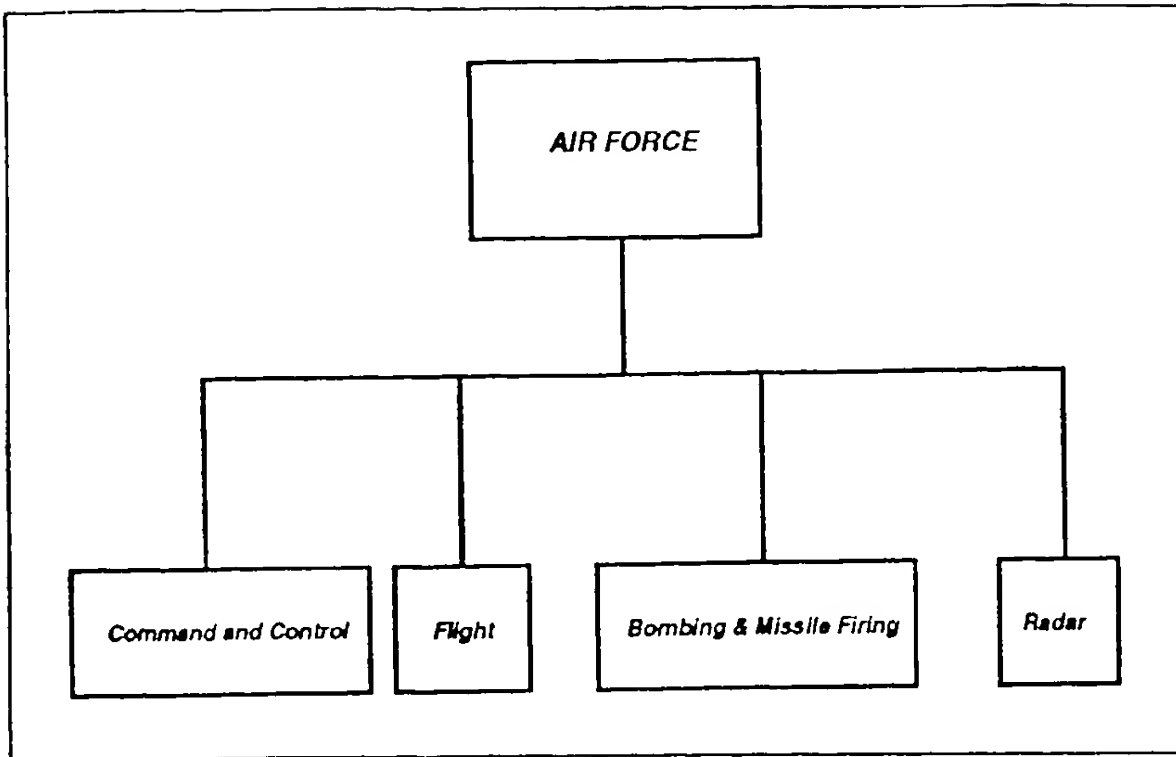 AIR FORCE
Command and Control
Flight
Bombing & Missile Firing
Radar